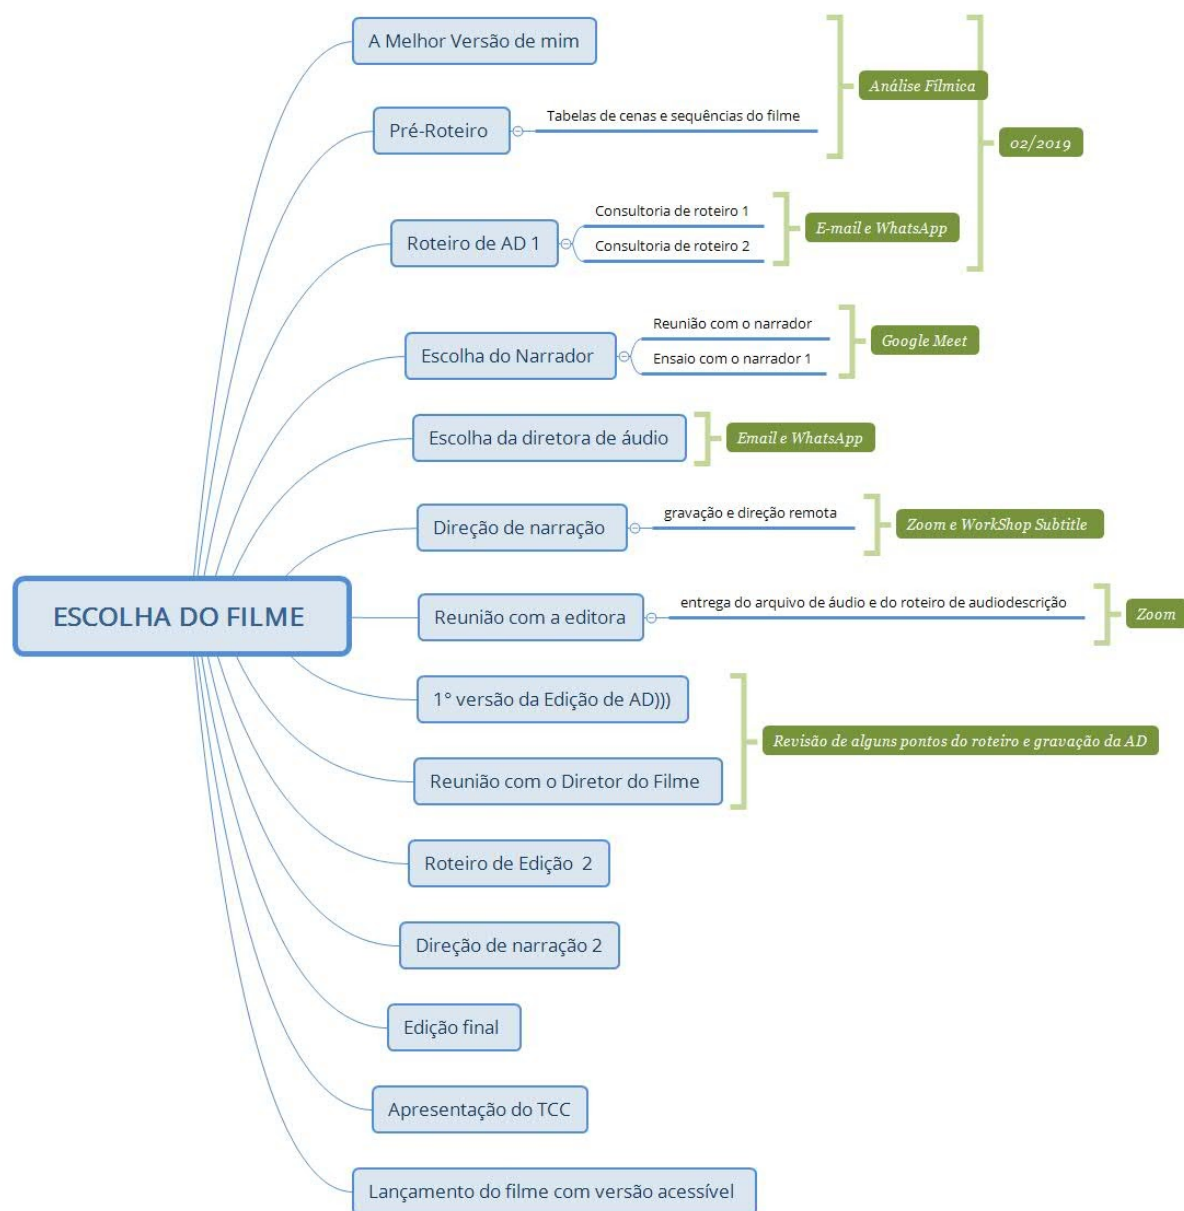 A Melhor Versão de mim
Análise Fílmica
Pré-Roteiro
Tabelas de cenas e sequências do filme
02/2019
Roteiro de AD 1
Consultoria de roteiro 1
Consultoria de roteiro 2
E-mail e WhatsApp
Escolha do Narrador
Reunião com o narrador
Ensaio com o narrador 1
Google Meet
Escolha da diretora de áudio
Email e WhatsApp
Direção de narração
gravação e direção remota
Zoom e WorkShop Subtitle
ESCOLHA DO FILME
Reunião com a editora
entrega do arquivo de áudio e do roteiro de audiodescrição
Zoom
1° versão da Edição de AD)))
Revisão de alguns pontos do roteiro e gravação da AD
Reunião com o Diretor do Filme
Roteiro de Edição 2
Direção de narração 2
Edição final
Apresentação do TCC
Lançamento do filme com versão acessível